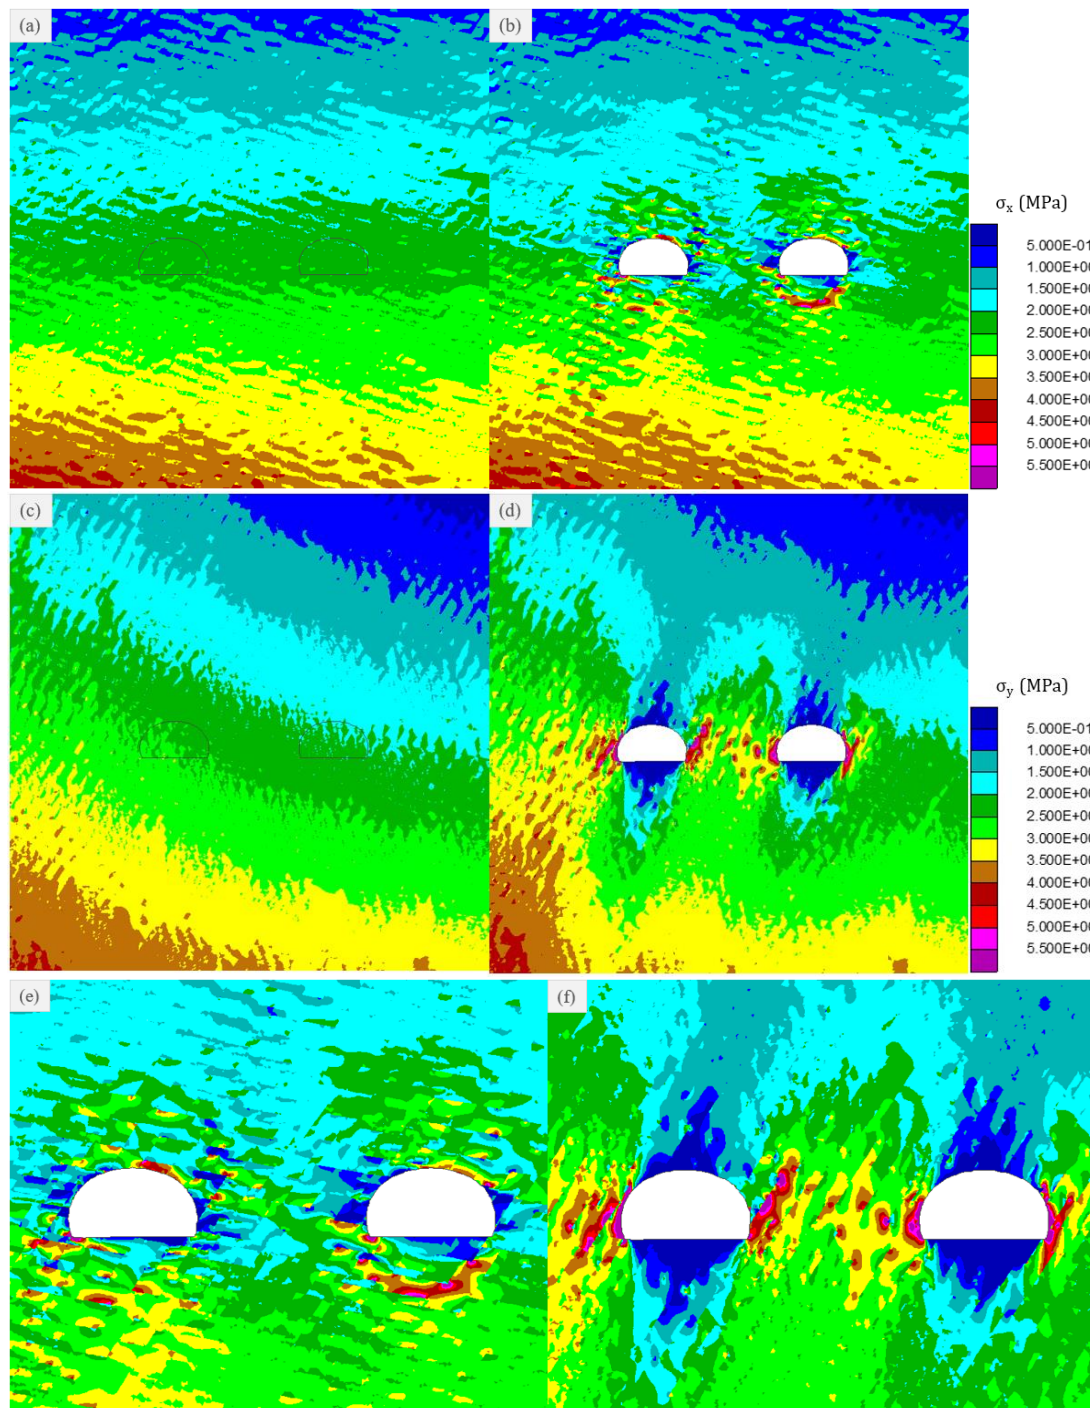 (a)
(b)
σx (MPa)
5.000E-01
1.000E+00
1.500E+00
2.000E+00
2.500E+00
3.000E+00
3.500E+00
4.000E+00
4.500E+00
5.000E+00
5.500E+00
(c)
(d)
σy (MPa)
5.000E-01
1.000E+00
1.500E+00
2.000E+00
2.500E+00
3.000E+00
3.500E+00
4.000E+00
4.500E+00
5.000E+00
5.500E+00
(e)
(f)